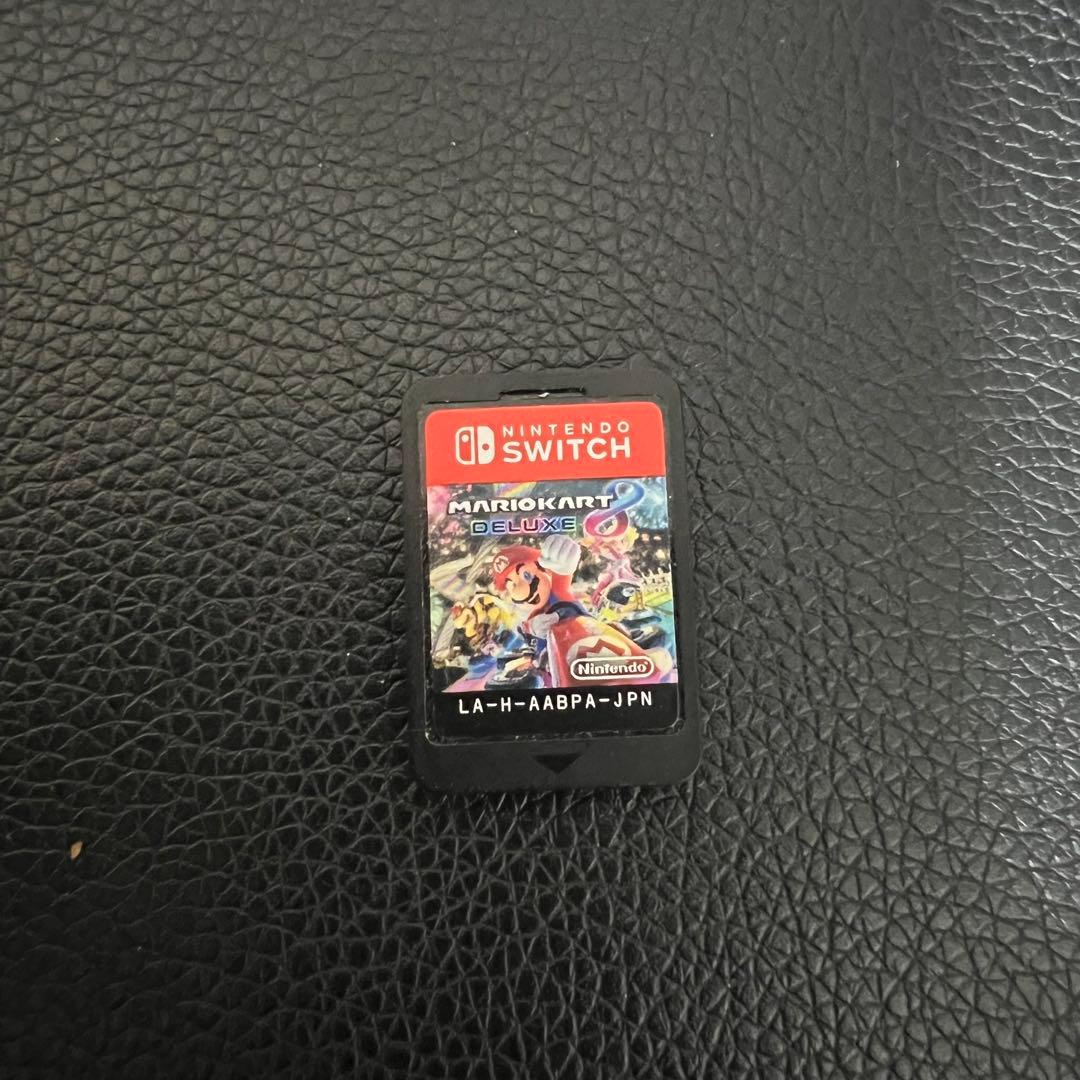 NINTENDO
SWITCH
MARIOKART 8
DELUXE
M
Nintendo
LA-H-AABPA-JPN